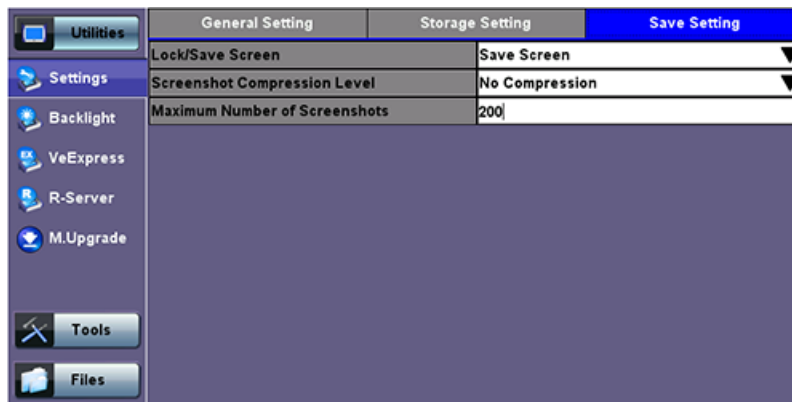 Utilities
General Setting Storage Setting Save Setting
Lock/Save Screen Save Screen
Settings
Screenshot Compression Level No Compression
Maximum Number of Screenshots 200
Backlight
EX VeExpress
R R-Server
M.Upgrade
Tools
Files